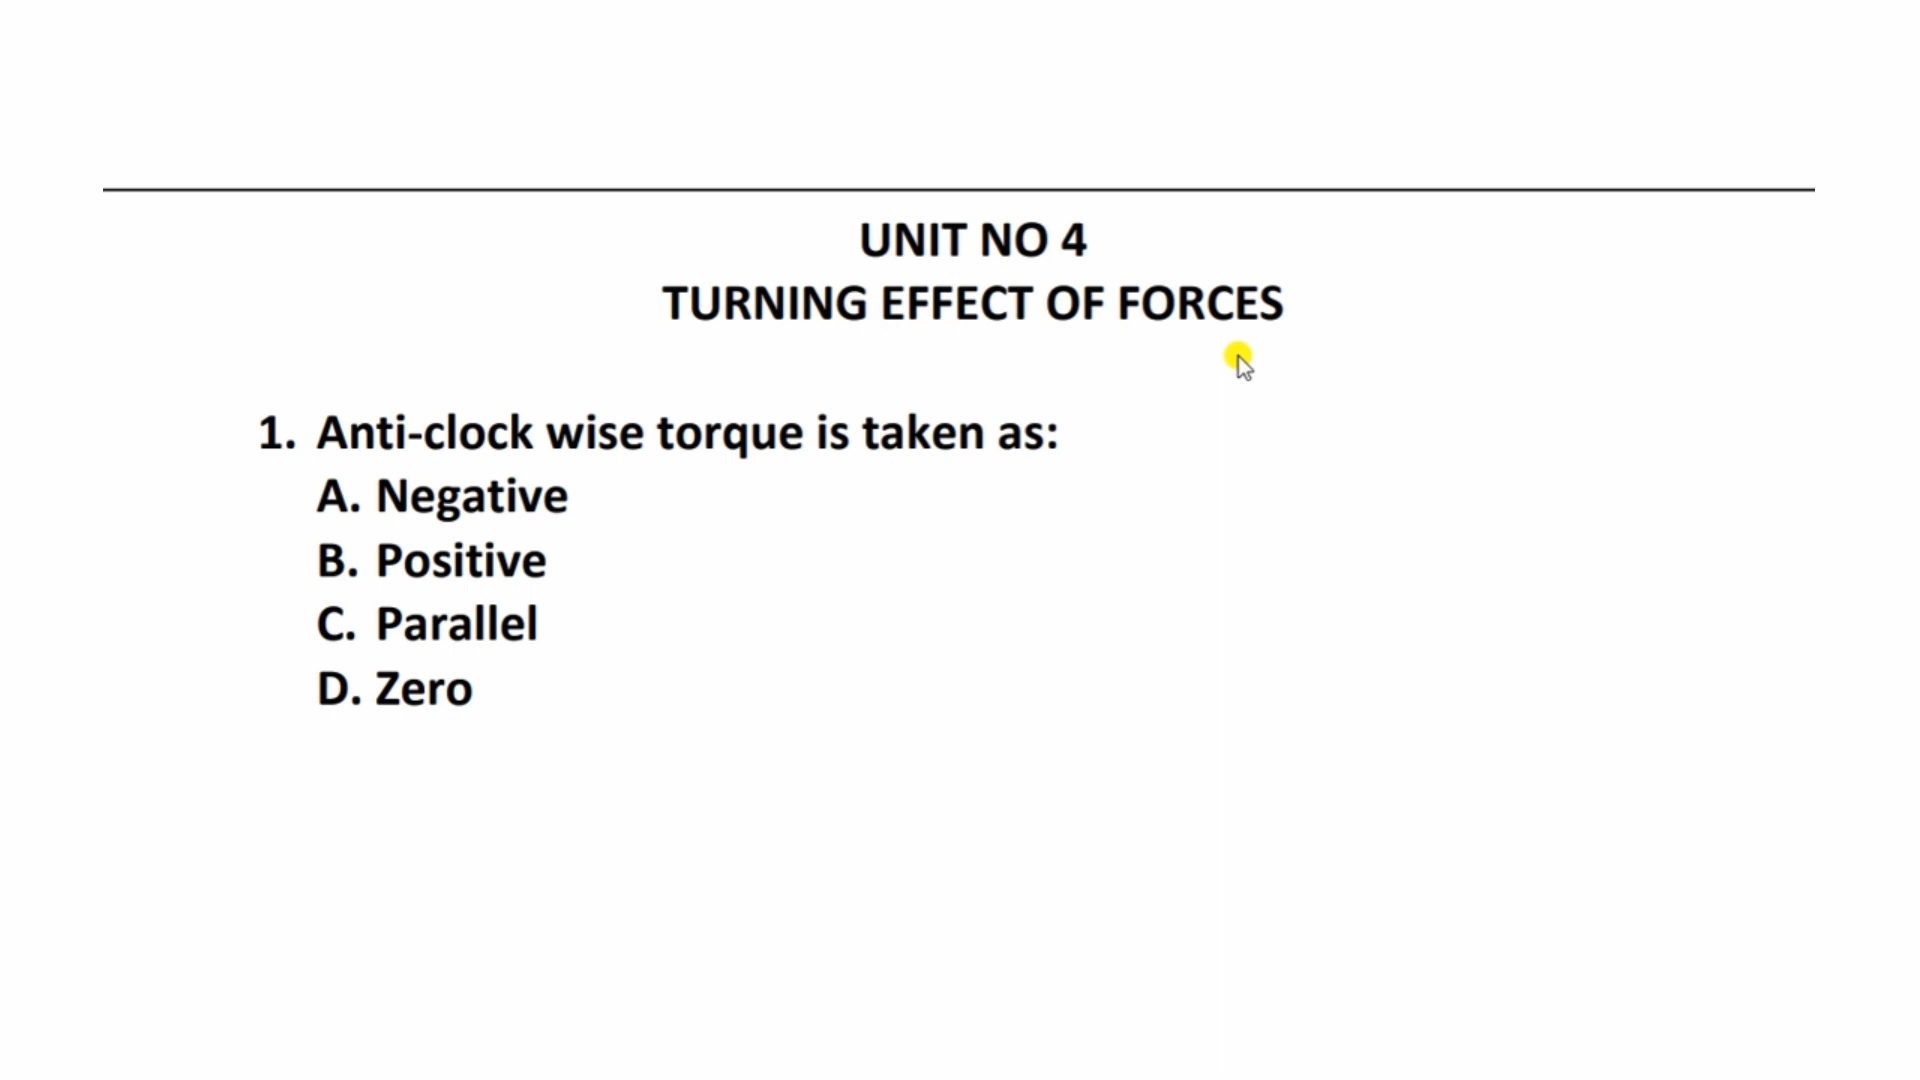 UNIT NO 4
TURNING EFFECT OF FORCES
1. Anti-clock wise torque is taken as:
A. Negative
B. Positive
C. Parallel
D. Zero